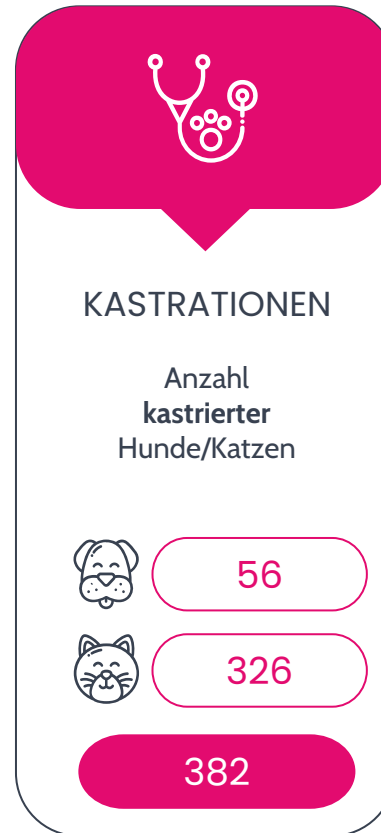 KASTRATIONEN
Anzahl
kastrierter
Hunde/Katzen
56
326
382